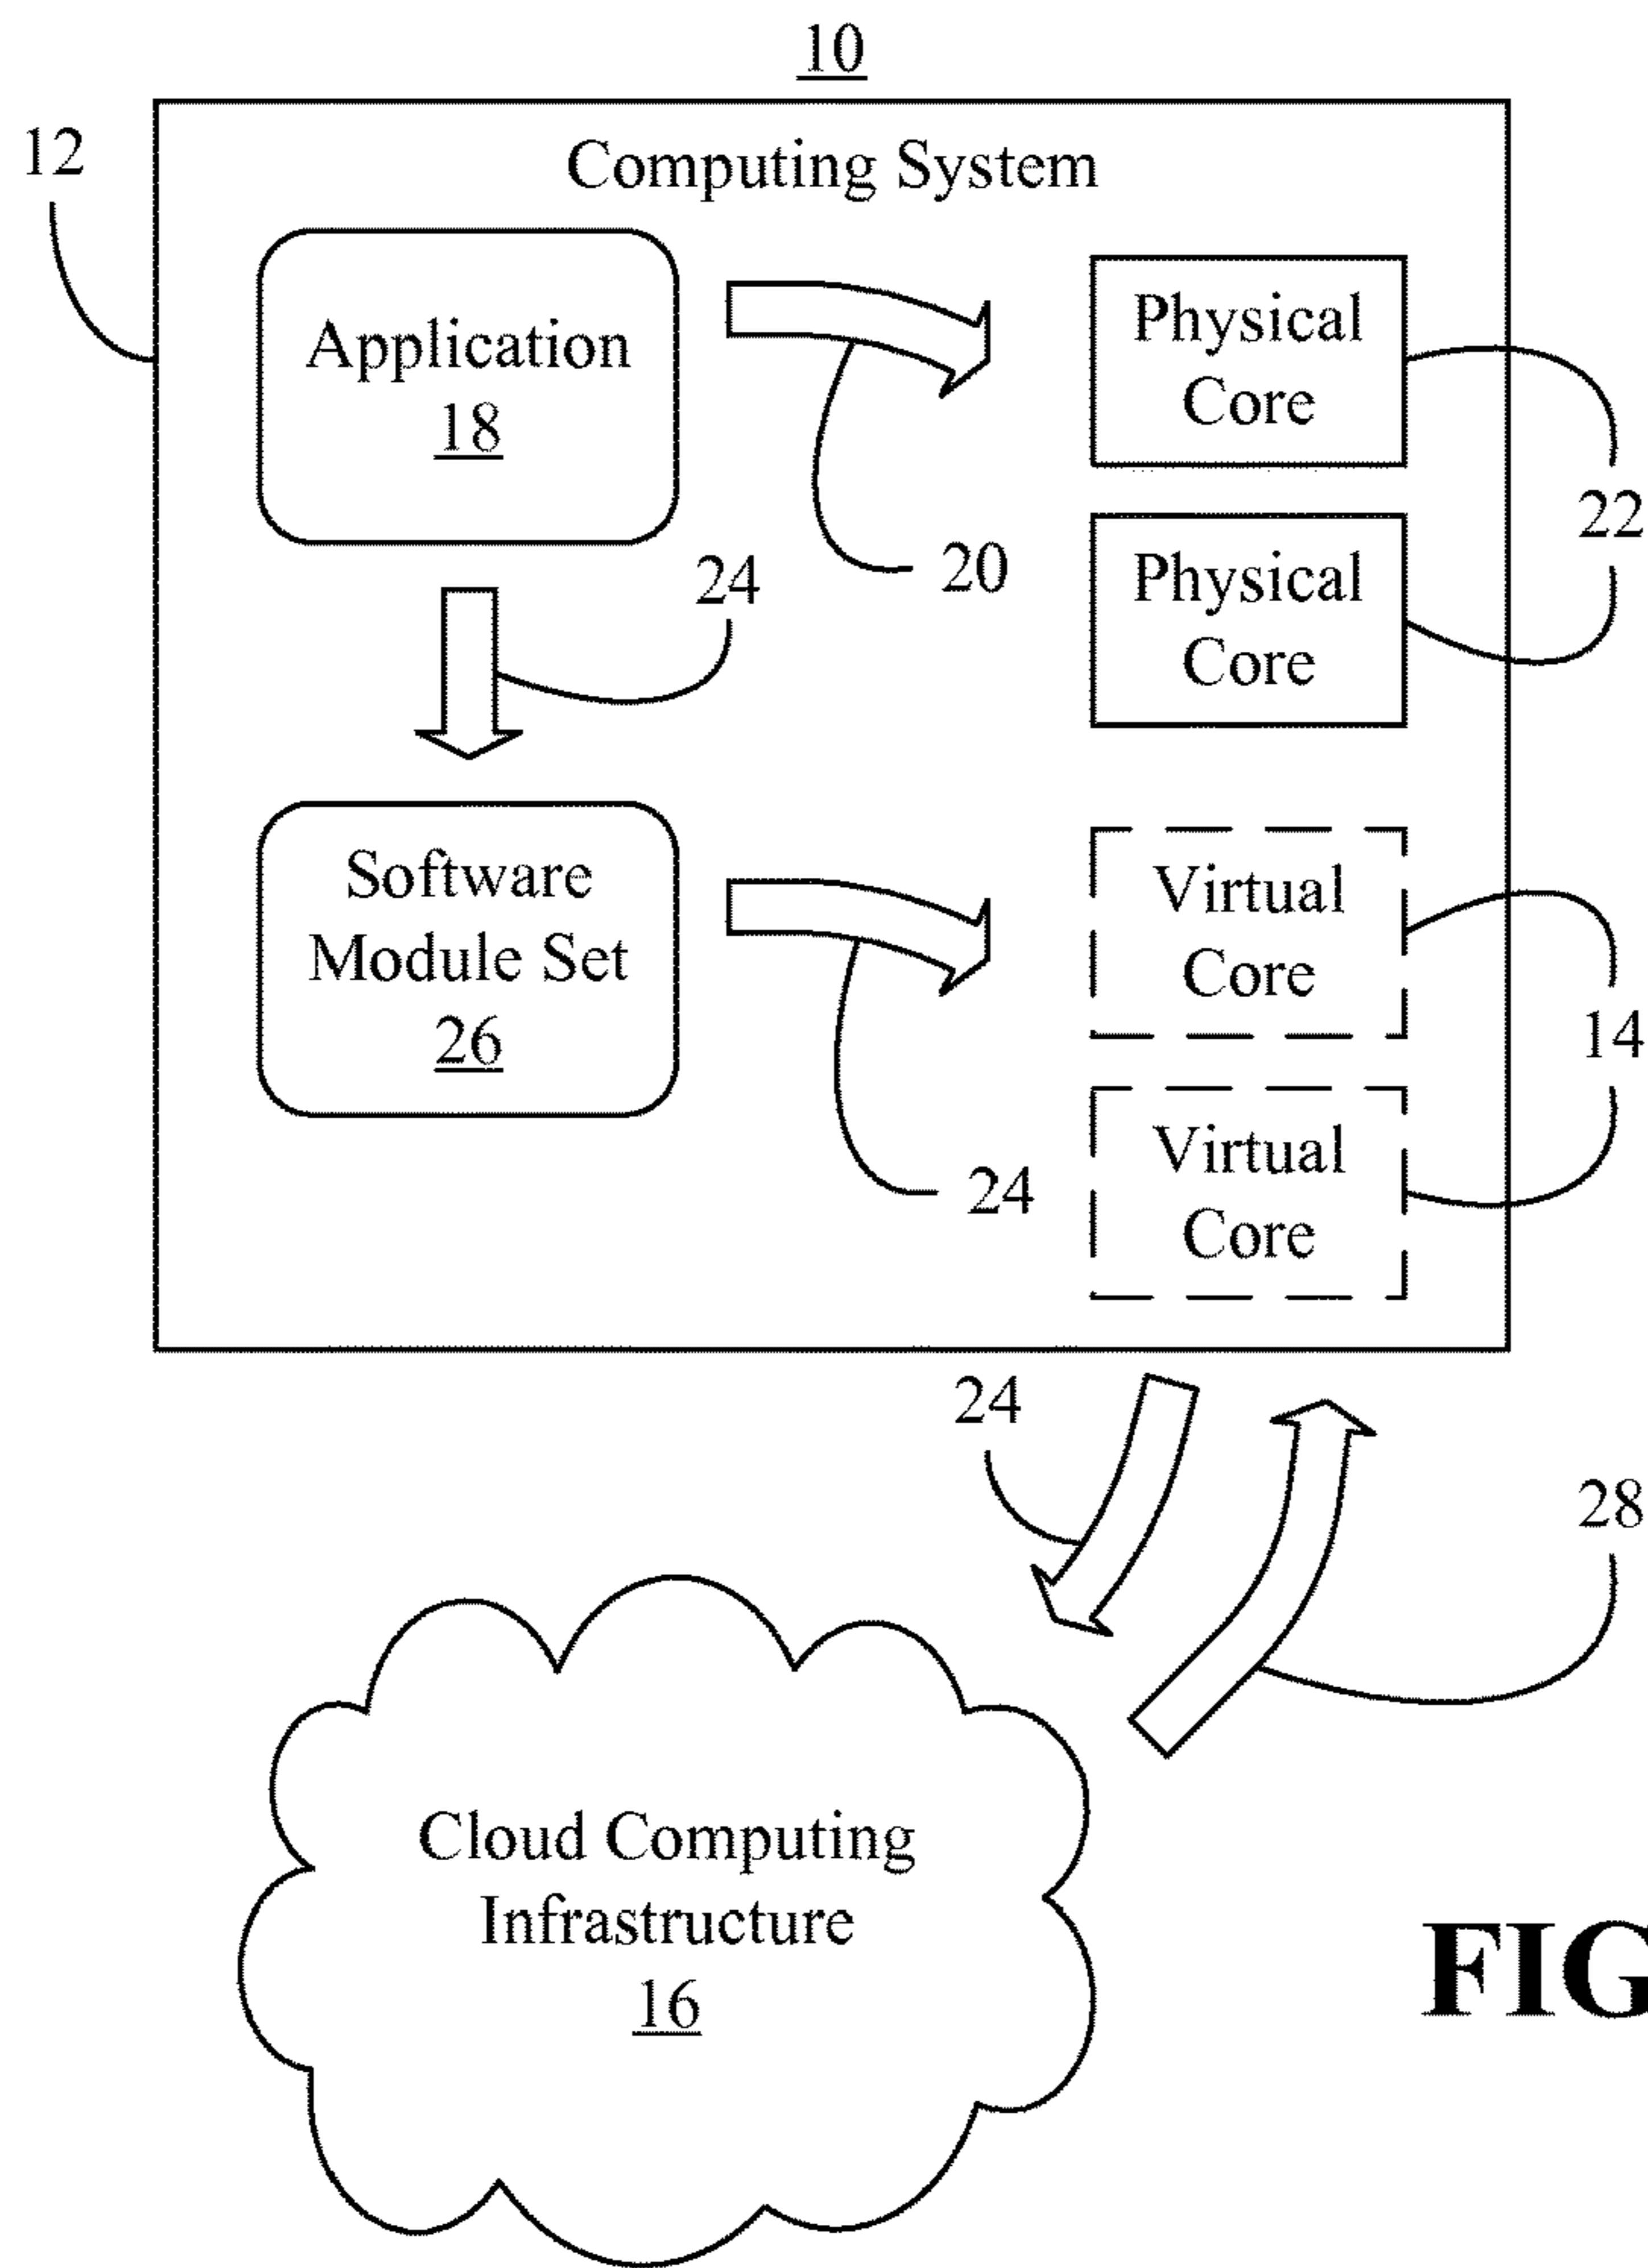 10
12
Computing System
Application
18
20
Physical
Core
Physical
Core
22
24
Software
Module Set
26
24
Virtual
Core
Virtual
Core
14
24
28
Cloud Computing
Infrastructure
16
FIG